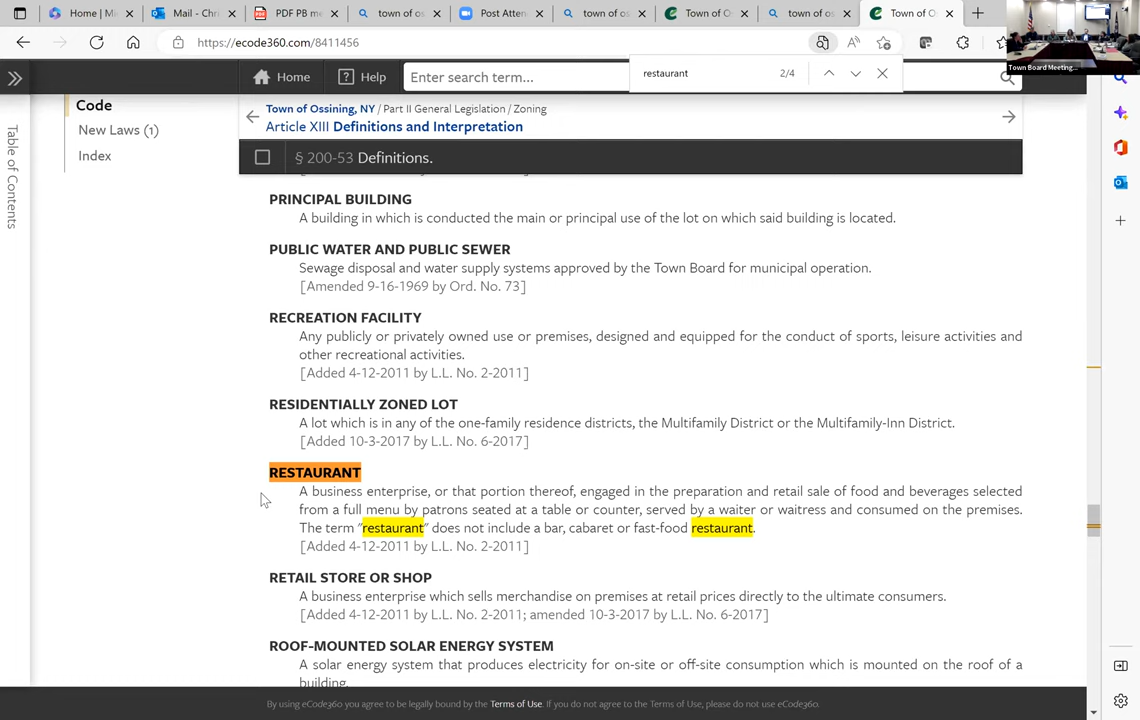 Home | Mi
Mail - Chr
PDF PB m
town of os
Post Atten
town of os
Town of O
town of os
Town of O
https://ecode360.com/8411456
Town Board Meeting...
restaurant 2/4
Home
Help
Enter search term...
Table of Contents
Code
New Laws (1)
Index
Town of Ossining, NY / Part II General Legislation / Zoning
Article XIII Definitions and Interpretation
§ 200-53 Definitions.
PRINCIPAL BUILDING
A building in which is conducted the main or principal use of the lot on which said building is located.
PUBLIC WATER AND PUBLIC SEWER
Sewage disposal and water supply systems approved by the Town Board for municipal operation.
[Amended 9-16-1969 by Ord. No. 73]
RECREATION FACILITY
Any publicly or privately owned use or premises, designed and equipped for the conduct of sports, leisure activities and
other recreational activities.
[Added 4-12-2011 by L.L. No. 2-2011]
RESIDENTIALLY ZONED LOT
A lot which is in any of the one-family residence districts, the Multifamily District or the Multifamily-Inn District.
[Added 10-3-2017 by L.L. No. 6-2017]
RESTAURANT
A business enterprise, or that portion thereof, engaged in the preparation and retail sale of food and beverages selected
from a full menu by patrons seated at a table or counter, served by a waiter or waitress and consumed on the premises.
The term "restaurant" does not include a bar, cabaret or fast-food restaurant.
[Added 4-12-2011 by L.L. No. 2-2011]
RETAIL STORE OR SHOP
A business enterprise which sells merchandise on premises at retail prices directly to the ultimate consumers.
[Added 4-12-2011 by L.L. No. 2-2011; amended 10-3-2017 by L.L. No. 6-2017]
ROOF-MOUNTED SOLAR ENERGY SYSTEM
A solar energy system that produces electricity for on-site or off-site consumption which is mounted on the roof of a
building.
By using eCode360 you agree to be legally bound by the Terms of Use. If you do not agree to the Terms of Use, please do not use eCode360.